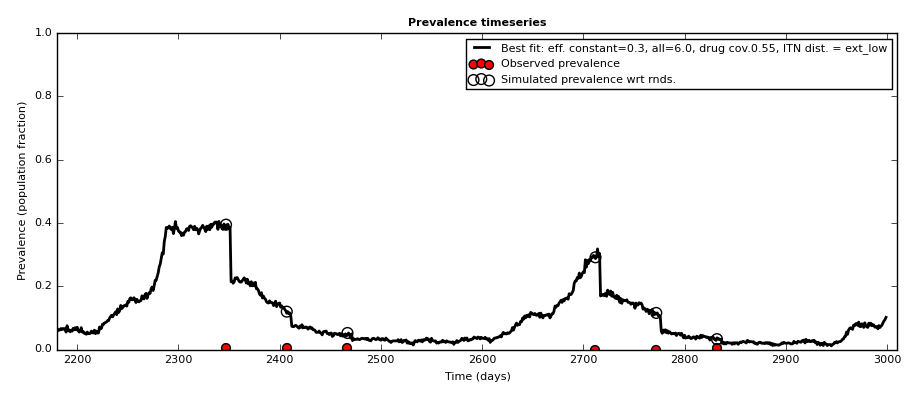 Prevalence timeseries
1.0
0.8
0.6
0.4
0.2
0.0
Prevalence (population fraction)
Best fit: eff. constant=0.3, all=6.0, drug cov.0.55, ITN dist. = ext_low
Observed prevalence
Simulated prevalence wrt rnds.
2200 2300 2400 2500 2600 2700 2800 2900 3000
Time (days)